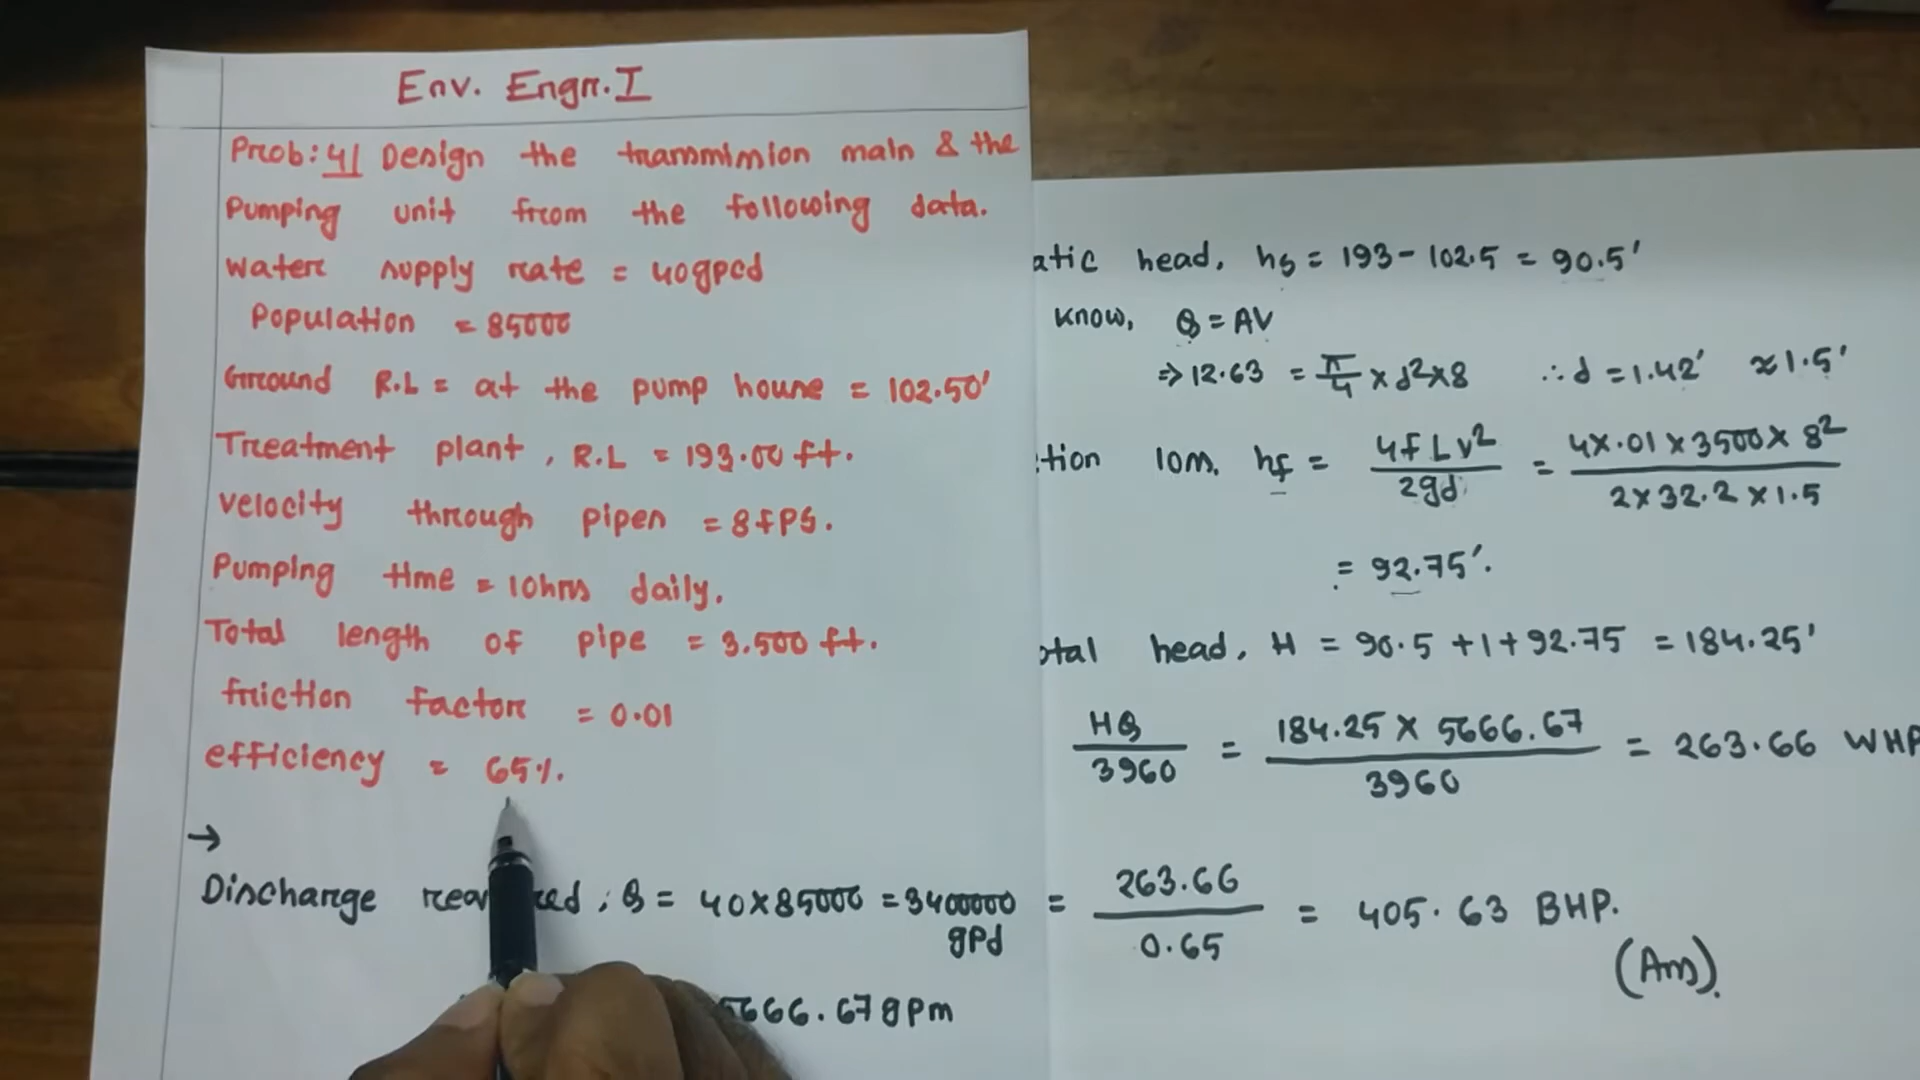 Env. Engr. I
Prob: 41 Design the transmission main & the
pumping unit from the following data.
Water supply rate = 40gpcd
Population = 85000
Ground R.L = at the pump house = 102.50'
Treatment plant, R.L = 193.00 ft.
velocity through pipes = 8fps.
Pumping time = 10hrs daily.
Total length of pipe = 3.500 ft.
friction factor = 0.01
efficiency = 65%.
→
Discharge , Q = 40 × 85000 = 3400000
gpd
5666.67 gpm
atic head, hs = 193 - 102.5 = 90.5'
know, Q = AV
⇒ 12.63 = π/4 × d² × 8 ∴ d = 1.42' ≈ 1.5'
tion loss, hf = 4fLv²/2gd = 4×.01×3500×8²/2×32.2×1.5
= 92.75'.
otal head, H = 90.5 + 1 + 92.75 = 184.25'
HQ/3960 = 184.25 × 5666.67/3960 = 263.66 WHP
= 263.66/0.65 = 405.63 BHP.
(Ans).